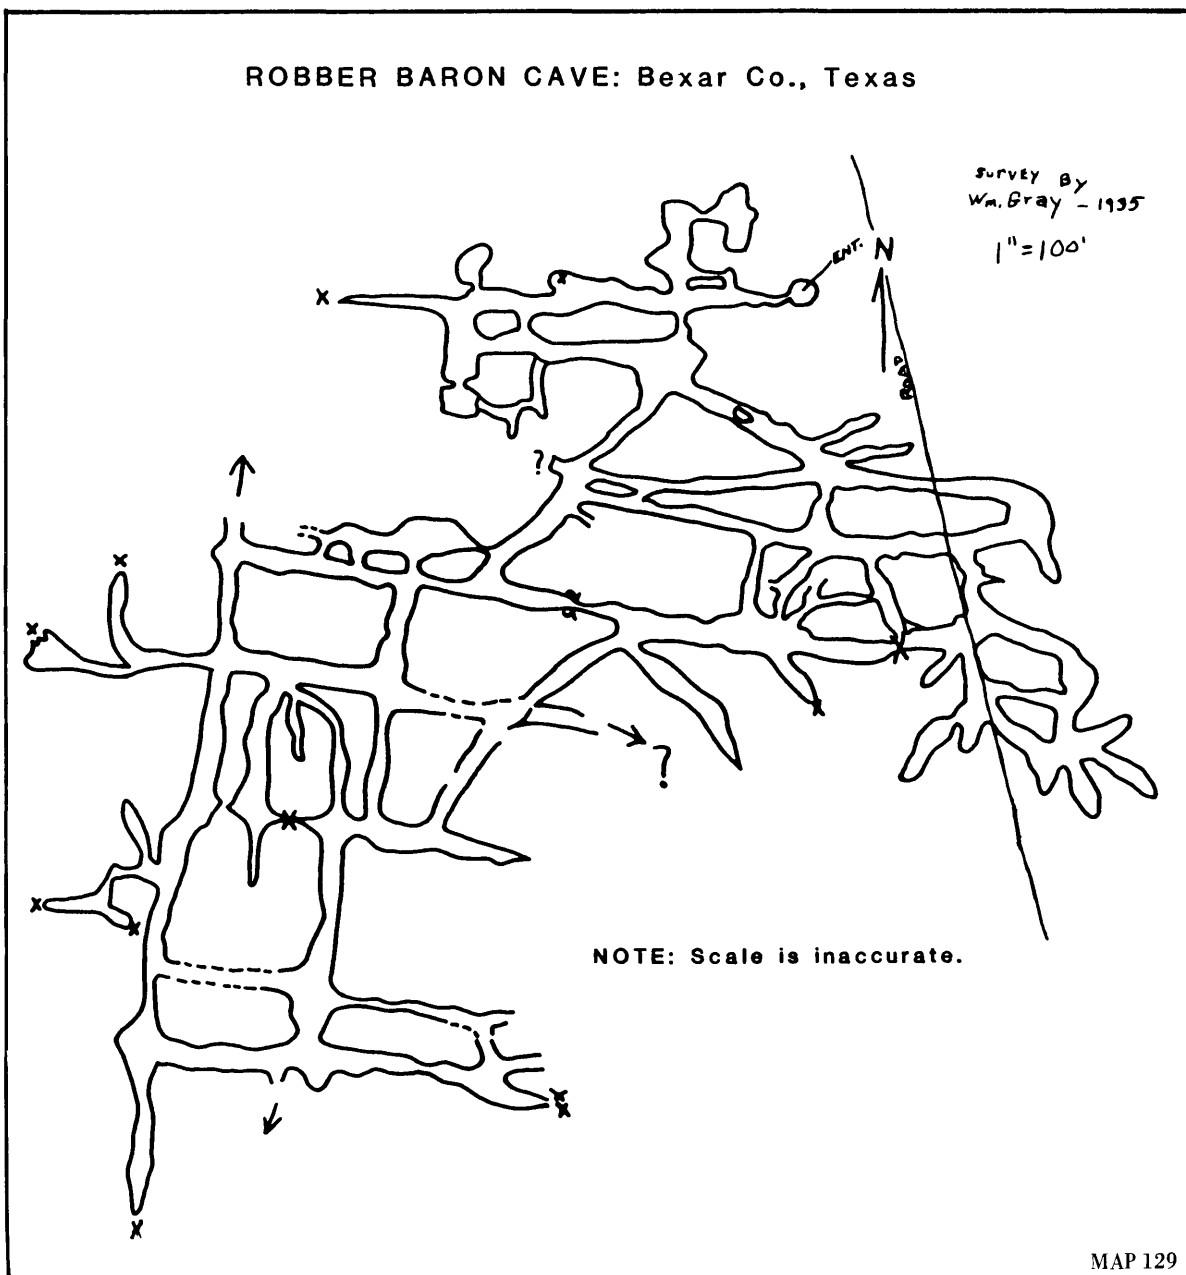 ROBBER BARON CAVE: Bexar Co., Texas
Survey By
Wm. Gray - 1935
1"=100'
ENT.
N
ROAD
X
?
X
X
X
X
?
X
X
X
NOTE: Scale is inaccurate.
X
X
X
X
MAP 129